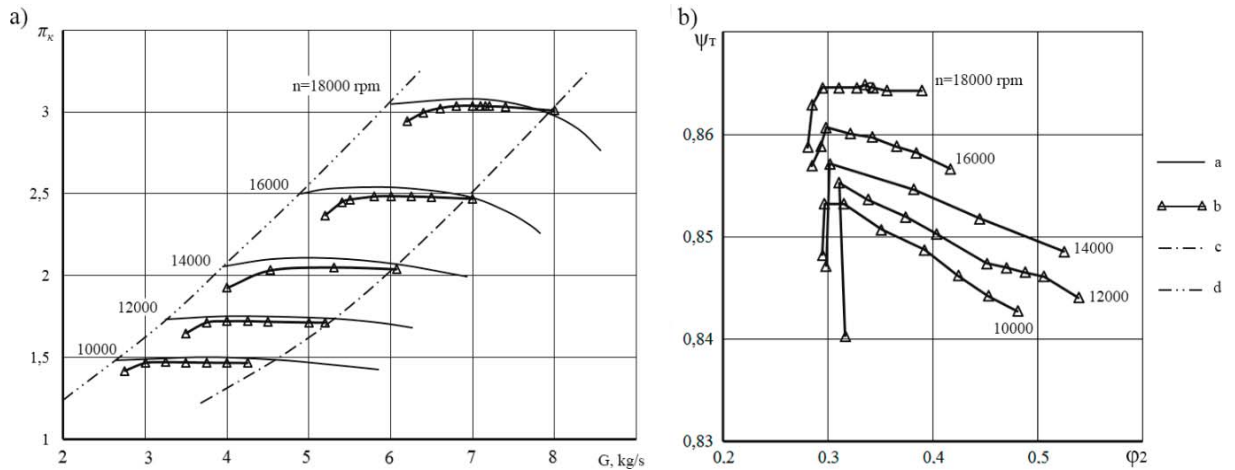 a)
π_к
n=18000 rpm
3
16000
2,5
14000
2
12000
10000
1,5
1
2 3 4 5 6 7 8
G, kg/s
b)
ψ_T
n=18000 rpm
0,86
16000
0,85
14000
12000
10000
0,84
0,83
0.2 0.3 0.4 0.5 φ2
a
b
c
d